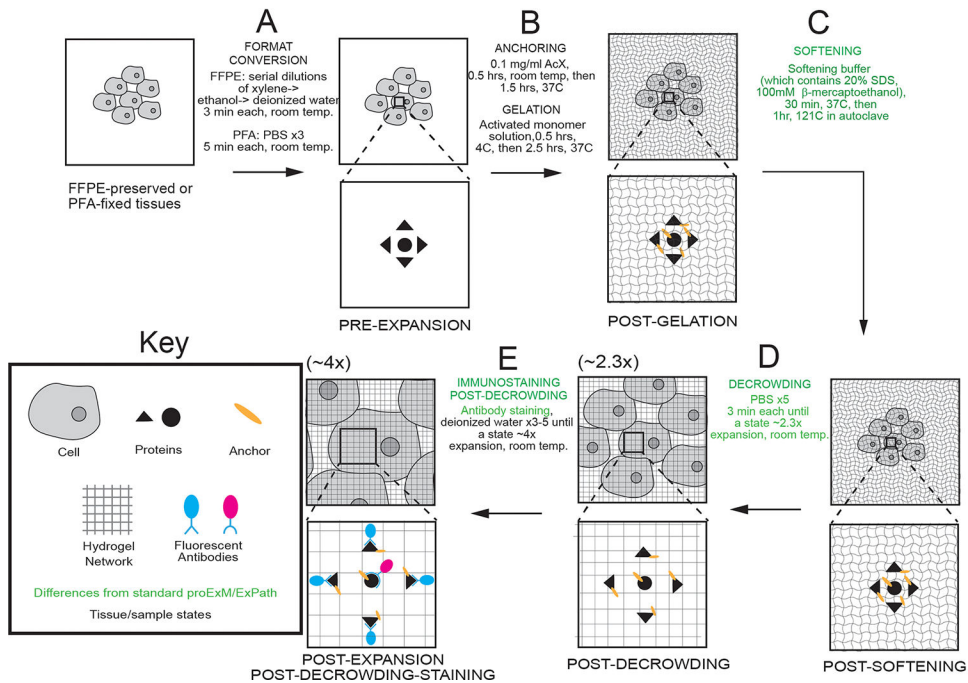 A
FORMAT
CONVERSION
FFPE: serial dilutions
of xylene->
ethanol-> deionized water
3 min each, room temp.
PFA: PBS x3
5 min each, room temp.
FFPE-preserved or
PFA-fixed tissues
PRE-EXPANSION
B
ANCHORING
0.1 mg/ml AcX,
0.5 hrs, room temp, then
1.5 hrs, 37C
GELATION
Activated monomer
solution,0.5 hrs,
4C, then 2.5 hrs, 37C
POST-GELATION
C
SOFTENING
Softening buffer
(which contains 20% SDS,
100mM β-mercaptoethanol),
30 min, 37C, then
1hr, 121C in autoclave
POST-SOFTENING
D
DECROWDING
PBS x5
3 min each until
a state ~2.3x
expansion, room temp.
(~2.3x)
POST-DECROWDING
E
IMMUNOSTAINING
POST-DECROWDING
Antibody staining,
deionized water x3-5 until
a state ~4x
expansion, room temp.
(~4x)
POST-EXPANSION
POST-DECROWDING-STAINING
Key
Cell
Proteins
Anchor
Hydrogel
Network
Fluorescent
Antibodies
Differences from standard proExM/ExPath
Tissue/sample states